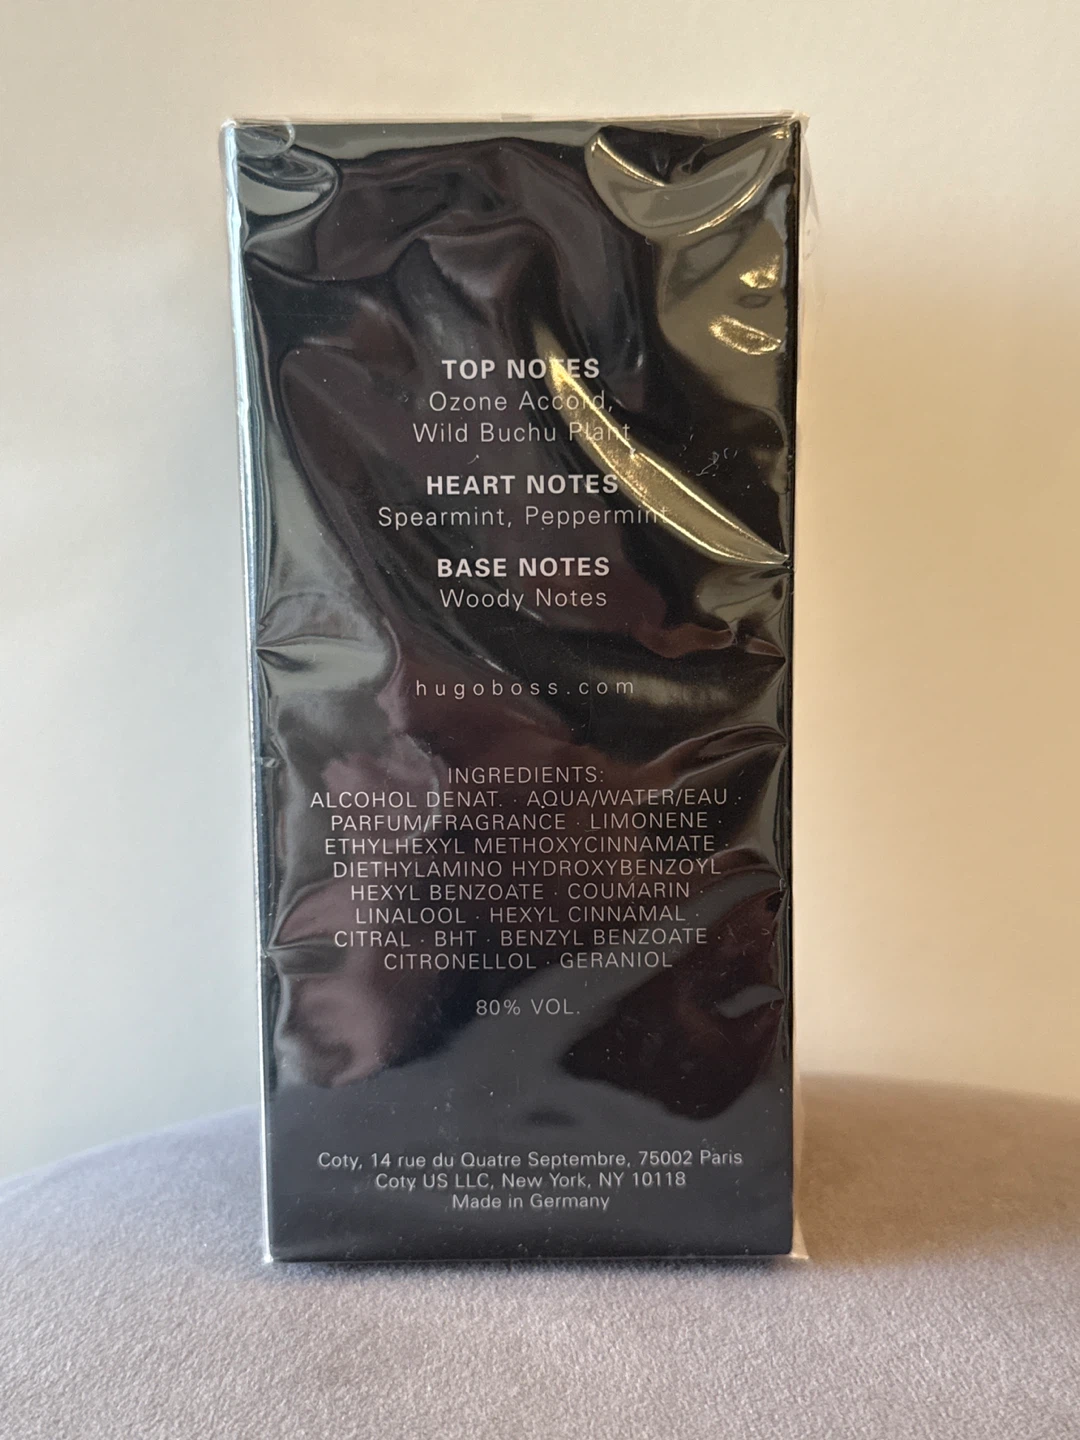 TOP NOTES
Ozone Accord,
Wild Buchu Plant
HEART NOTES
Spearmint, Peppermint
BASE NOTES
Woody Notes
hugoboss.com
INGREDIENTS:
ALCOHOL DENAT. · AQUA/WATER/EAU ·
PARFUM/FRAGRANCE · LIMONENE ·
ETHYLHEXYL METHOXYCINNAMATE ·
DIETHYLAMINO HYDROXYBENZOYL
HEXYL BENZOATE · COUMARIN ·
LINALOOL · HEXYL CINNAMAL ·
CITRAL · BHT · BENZYL BENZOATE ·
CITRONELLOL · GERANIOL
80% VOL.
Coty, 14 rue du Quatre Septembre, 75002 Paris
Coty US LLC, New York, NY 10118
Made in Germany